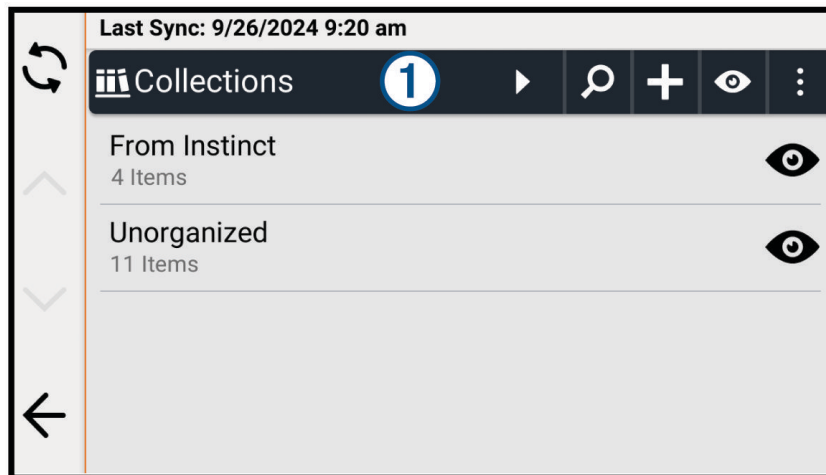 Last Sync: 9/26/2024 9:20 am
Collections 1
From Instinct
4 Items
Unorganized
11 Items